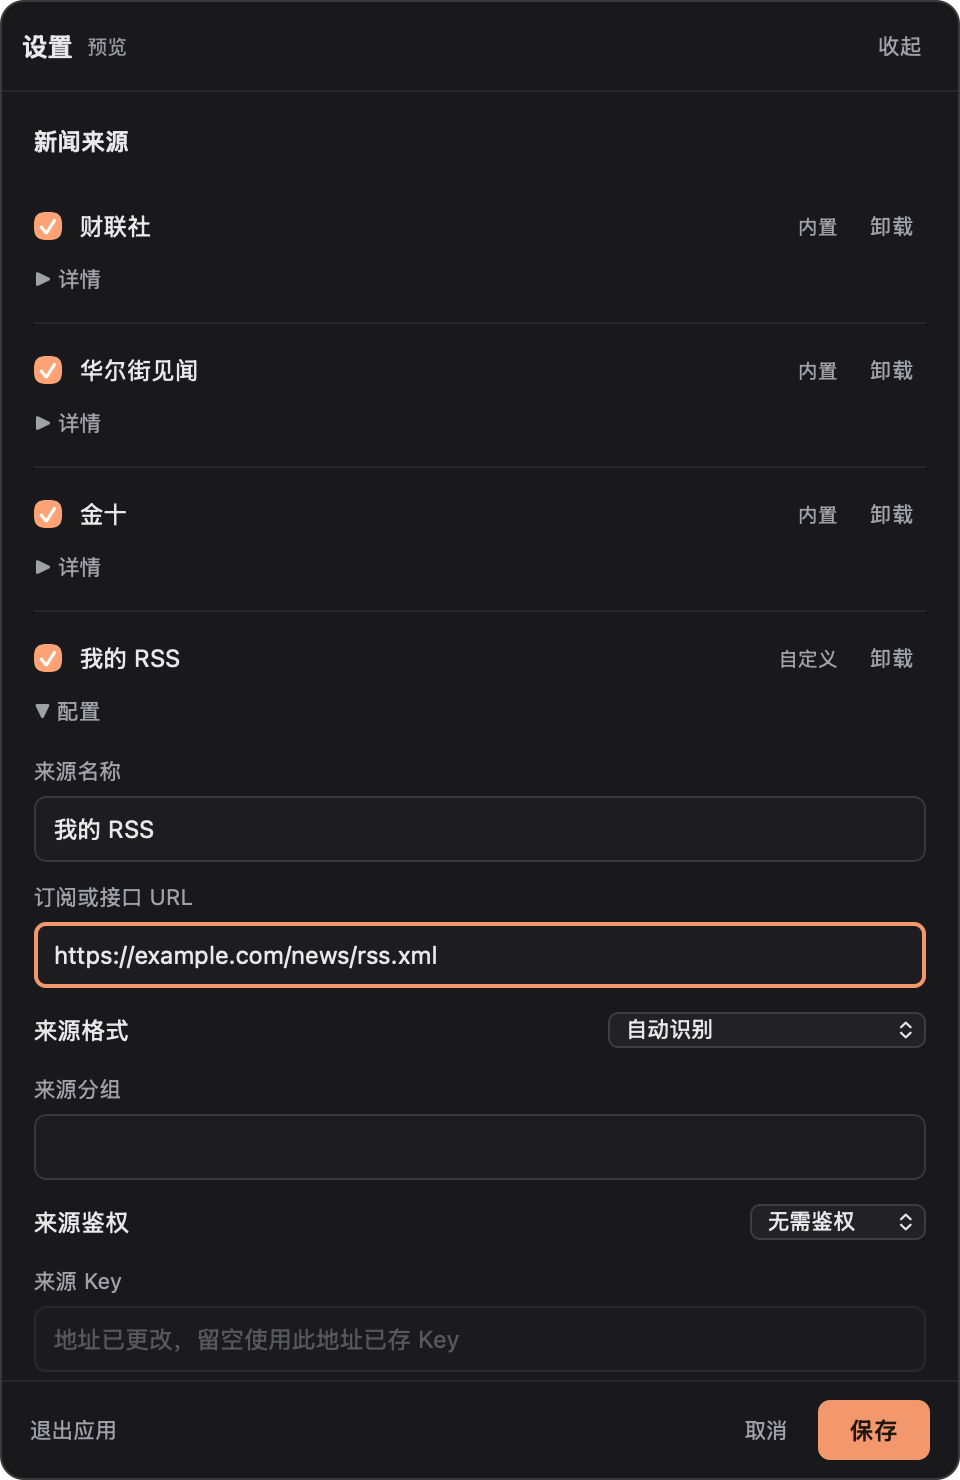 设置 预览 收起
新闻来源
财联社 内置 卸载
详情
华尔街见闻 内置 卸载
详情
金十 内置 卸载
详情
我的 RSS 自定义 卸载
配置
来源名称
我的 RSS
订阅或接口 URL
https://example.com/news/rss.xml
来源格式 自动识别
来源分组
来源鉴权 无需鉴权
来源 Key
地址已更改，留空使用此地址已存 Key
退出应用 取消 保存